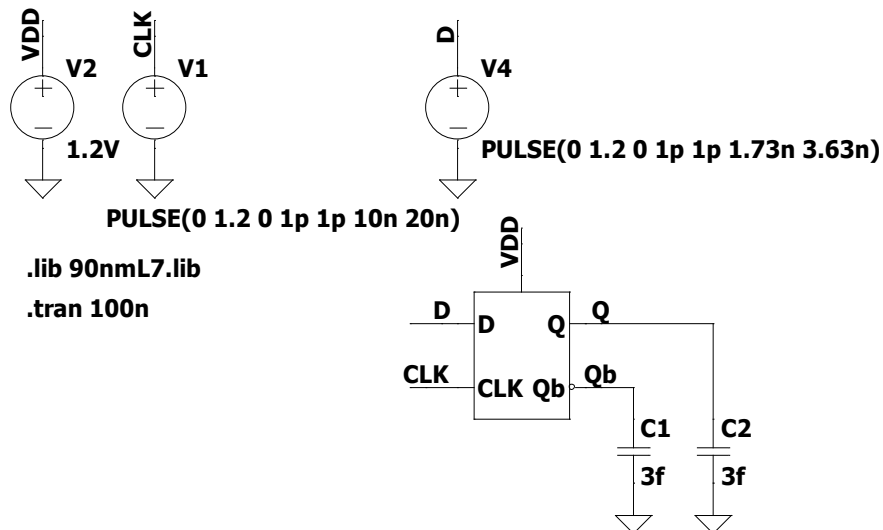 VDD
CLK
D
V2
V1
V4
1.2V
PULSE(0 1.2 0 1p 1p 1.73n 3.63n)
PULSE(0 1.2 0 1p 1p 10n 20n)
VDD
.lib 90nmL7.lib
.tran 100n
D
D
Q
Q
CLK
CLK
Qb
Qb
C1
C2
3f
3f